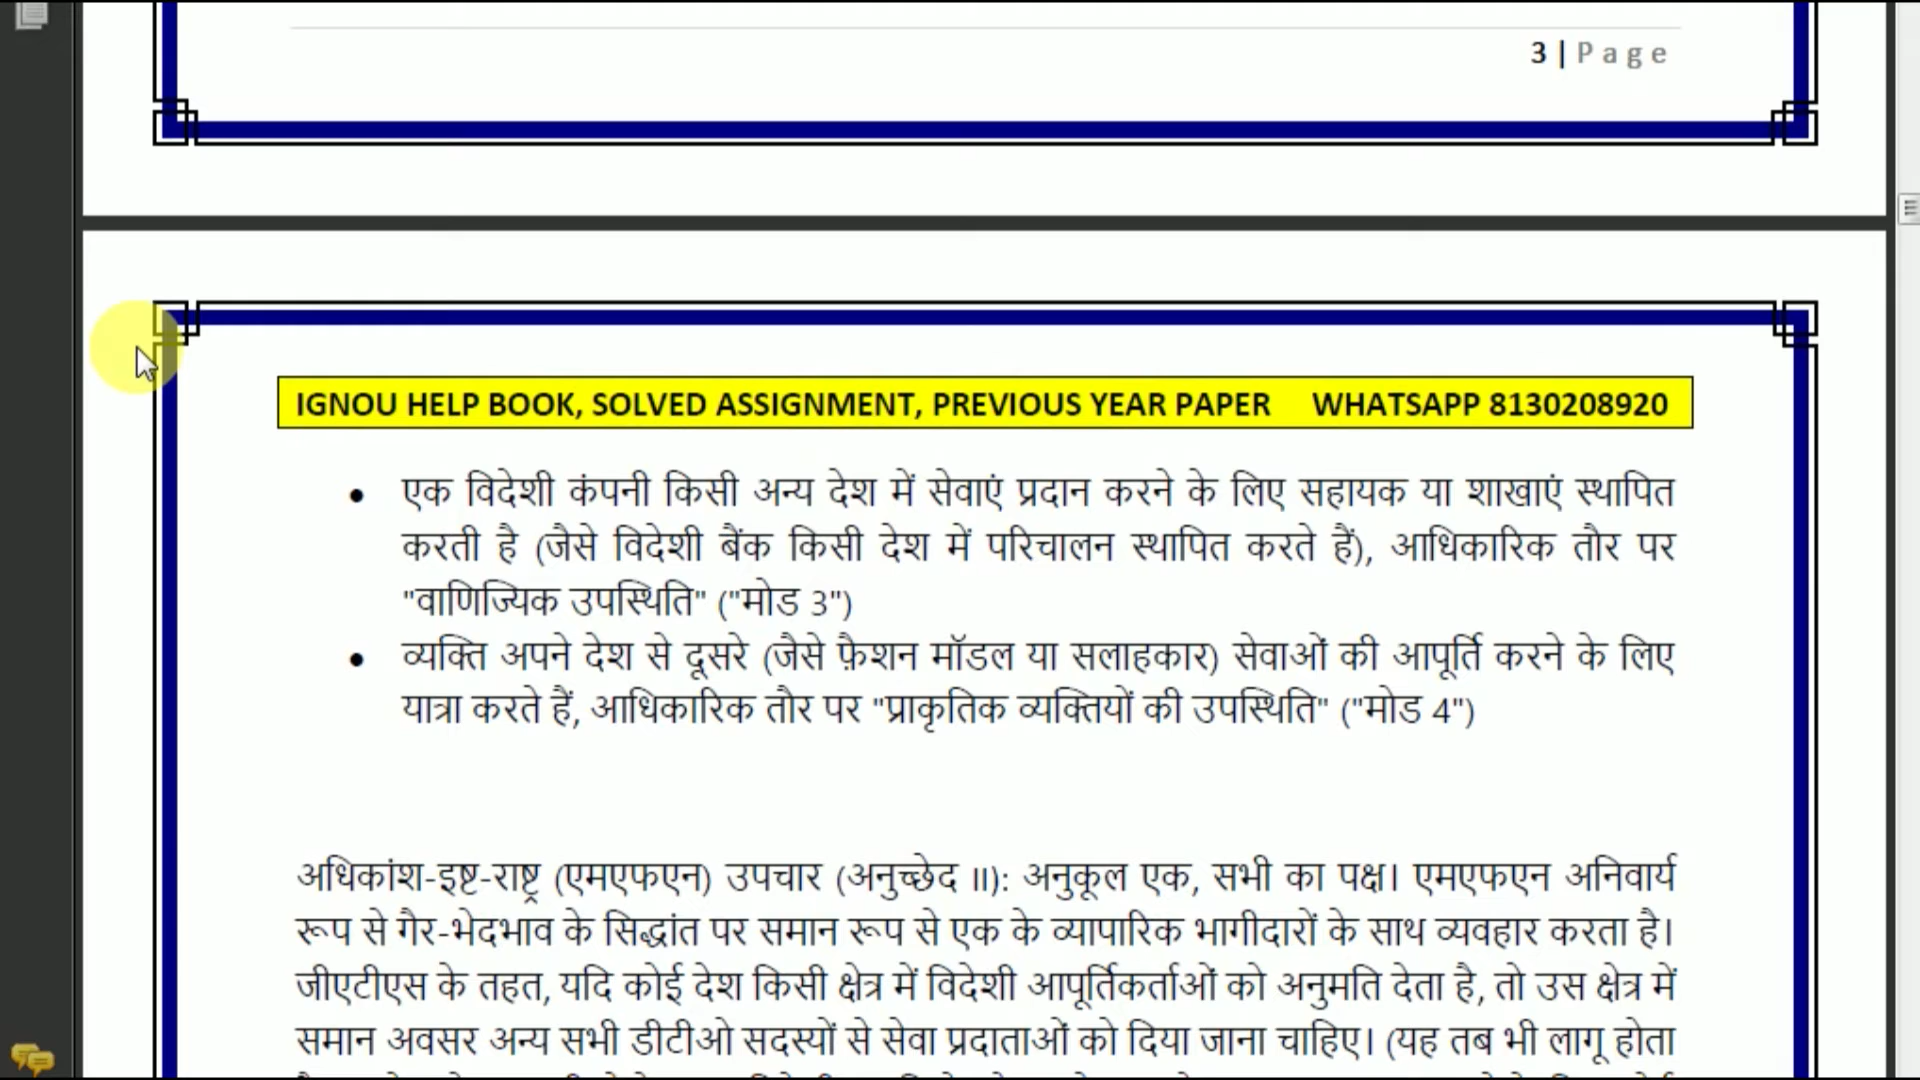 3 | Page
IGNOU HELP BOOK, SOLVED ASSIGNMENT, PREVIOUS YEAR PAPER WHATSAPP 8130208920
• एक विदेशी कंपनी किसी अन्य देश में सेवाएं प्रदान करने के लिए सहायक या शाखाएं स्थापित
करती है (जैसे विदेशी बैंक किसी देश में परिचालन स्थापित करते हैं), आधिकारिक तौर पर
"वाणिज्यिक उपस्थिति" ("मोड 3")
• व्यक्ति अपने देश से दूसरे (जैसे फ़ैशन मॉडल या सलाहकार) सेवाओं की आपूर्ति करने के लिए
यात्रा करते हैं, आधिकारिक तौर पर "प्राकृतिक व्यक्तियों की उपस्थिति" ("मोड 4")
अधिकांश-इष्ट-राष्ट्र (एमएफएन) उपचार (अनुच्छेद II): अनुकूल एक, सभी का पक्ष। एमएफएन अनिवार्य
रूप से गैर-भेदभाव के सिद्धांत पर समान रूप से एक के व्यापारिक भागीदारों के साथ व्यवहार करता है।
जीएटीएस के तहत, यदि कोई देश किसी क्षेत्र में विदेशी आपूर्तिकर्ताओं को अनुमति देता है, तो उस क्षेत्र में
समान अवसर अन्य सभी डीटीओ सदस्यों से सेवा प्रदाताओं को दिया जाना चाहिए। (यह तब भी लागू होता